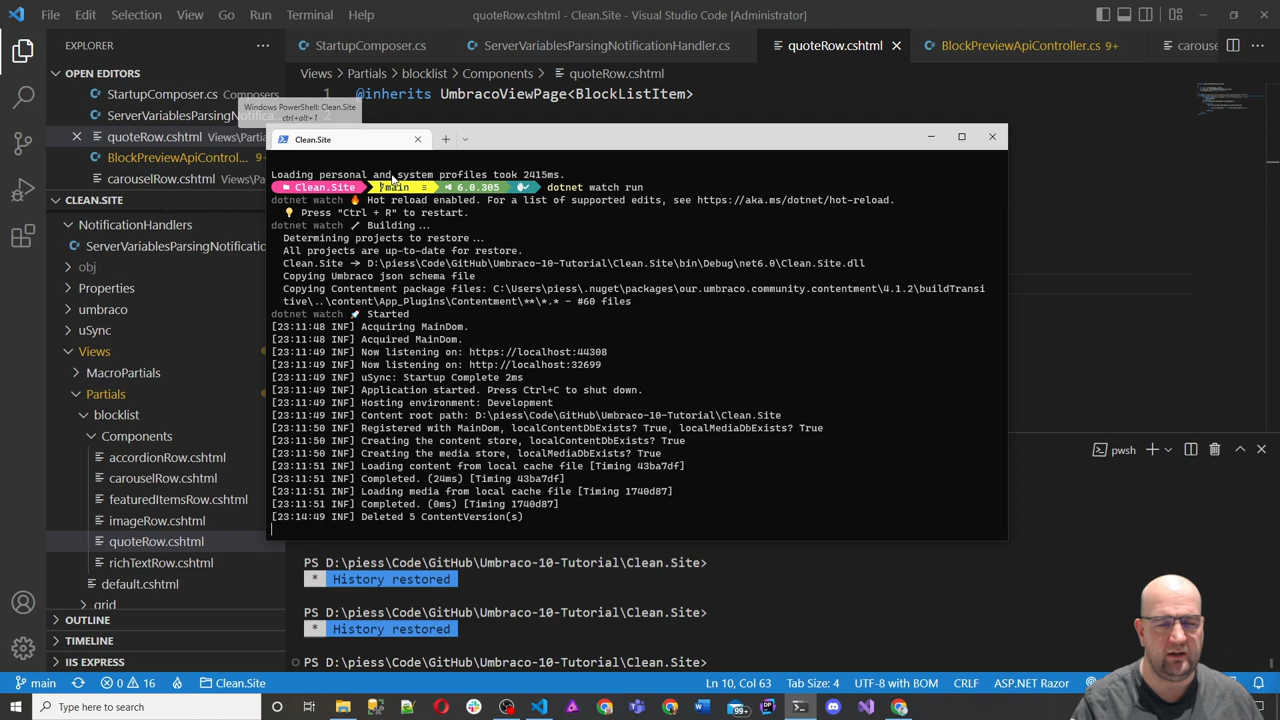 File Edit Selection View Go Run Terminal Help
quoteRow.cshtml - Clean.Site - Visual Studio Code [Administrator]
EXPLORER
OPEN EDITORS
StartupComposer.cs Composers
ServerVariablesParsingNotifica...
quoteRow.cshtml Views\Partia
BlockPreviewApiControl... 9+
carouselRow.cshtml Views\Pa
CLEAN.SITE
NotificationHandlers
ServerVariablesParsingNotificatio
obj
Properties
umbraco
uSync
Views
MacroPartials
Partials
blocklist
Components
accordionRow.cshtml
carouselRow.cshtml
featuredItemsRow.cshtml
imageRow.cshtml
quoteRow.cshtml
richTextRow.cshtml
default.cshtml
grid
OUTLINE
TIMELINE
IIS EXPRESS
StartupComposer.cs
ServerVariablesParsingNotificationHandler.cs
quoteRow.cshtml
BlockPreviewApiController.cs 9+
carouse
Views > Partials > blocklist > Components > quoteRow.cshtml
1 @inherits UmbracoViewPage<BlockListItem>
Windows PowerShell: Clean.Site
ctrl+alt+1
Clean.Site
Loading personal and system profiles took 2415ms.
Clean.Site main ≡ 6.0.305 dotnet watch run
dotnet watch 🔥 Hot reload enabled. For a list of supported edits, see https://aka.ms/dotnet/hot-reload.
💡 Press "Ctrl + R" to restart.
dotnet watch 🔧 Building...
Determining projects to restore...
All projects are up-to-date for restore.
Clean.Site → D:\piess\Code\GitHub\Umbraco-10-Tutorial\Clean.Site\bin\Debug\net6.0\Clean.Site.dll
Copying Umbraco json schema file
Copying Contentment package files: C:\Users\piess\.nuget\packages\our.umbraco.community.contentment\4.1.2\buildTransi
tive\..\content\App_Plugins\Contentment\**\*.* - #60 files
dotnet watch 🚀 Started
[23:11:48 INF] Acquiring MainDom.
[23:11:48 INF] Acquired MainDom.
[23:11:49 INF] Now listening on: https://localhost:44308
[23:11:49 INF] Now listening on: http://localhost:32699
[23:11:49 INF] uSync: Startup Complete 2ms
[23:11:49 INF] Application started. Press Ctrl+C to shut down.
[23:11:49 INF] Hosting environment: Development
[23:11:49 INF] Content root path: D:\piess\Code\GitHub\Umbraco-10-Tutorial\Clean.Site
[23:11:50 INF] Registered with MainDom, localContentDbExists? True, localMediaDbExists? True
[23:11:50 INF] Creating the content store, localContentDbExists? True
[23:11:50 INF] Creating the media store, localMediaDbExists? True
[23:11:51 INF] Loading content from local cache file [Timing 43ba7df]
[23:11:51 INF] Completed. (24ms) [Timing 43ba7df]
[23:11:51 INF] Loading media from local cache file [Timing 1740d87]
[23:11:51 INF] Completed. (0ms) [Timing 1740d87]
[23:14:49 INF] Deleted 5 ContentVersion(s)
pwsh
PS D:\piess\Code\GitHub\Umbraco-10-Tutorial\Clean.Site>
* History restored
PS D:\piess\Code\GitHub\Umbraco-10-Tutorial\Clean.Site>
* History restored
PS D:\piess\Code\GitHub\Umbraco-10-Tutorial\Clean.Site>
main 0 16 Clean.Site
Ln 10, Col 63 Tab Size: 4 UTF-8 with BOM CRLF ASP.NET Razor
Type here to search
99+